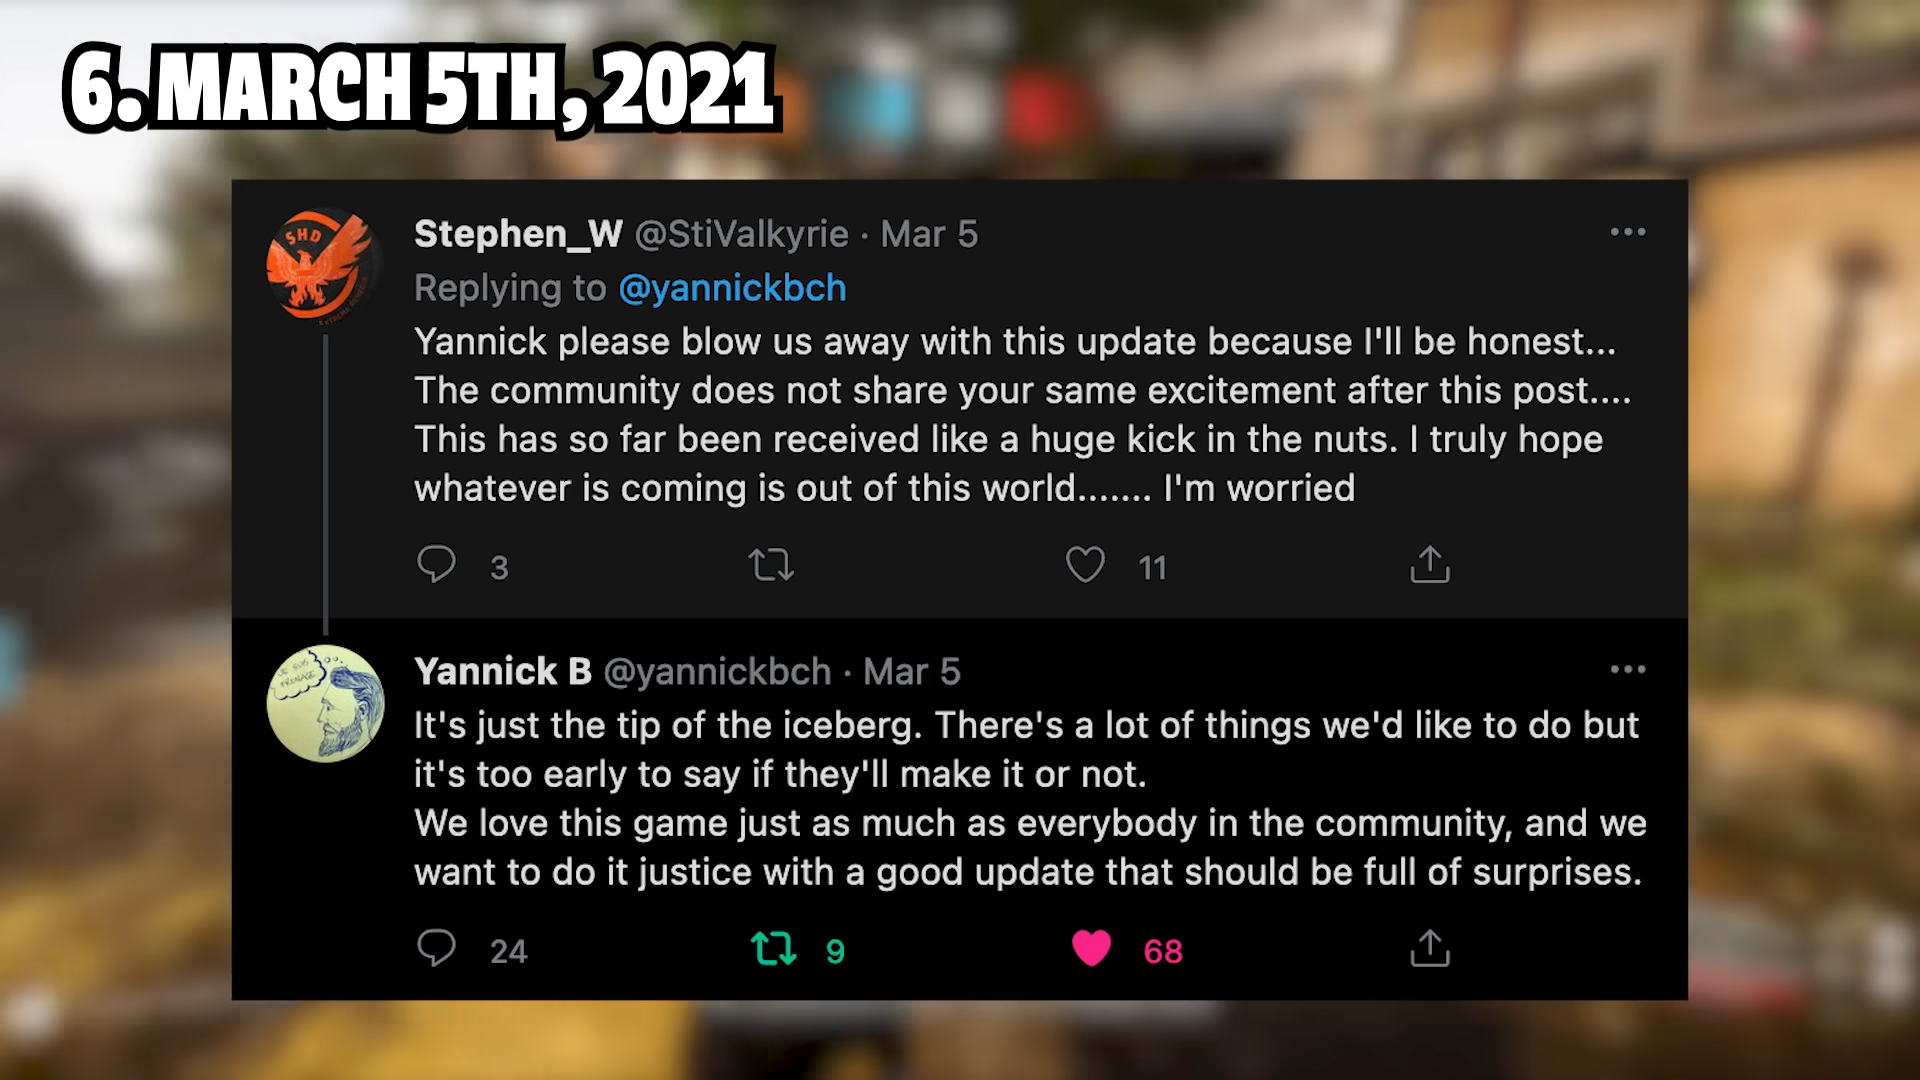 6. MARCH 5TH, 2021
SHD
Stephen_W @StiValkyrie · Mar 5
Replying to @yannickbch
Yannick please blow us away with this update because I'll be honest...
The community does not share your same excitement after this post....
This has so far been received like a huge kick in the nuts. I truly hope
whatever is coming is out of this world....... I'm worried
3
11
Yannick B @yannickbch · Mar 5
It's just the tip of the iceberg. There's a lot of things we'd like to do but
it's too early to say if they'll make it or not.
We love this game just as much as everybody in the community, and we
want to do it justice with a good update that should be full of surprises.
24
9
68